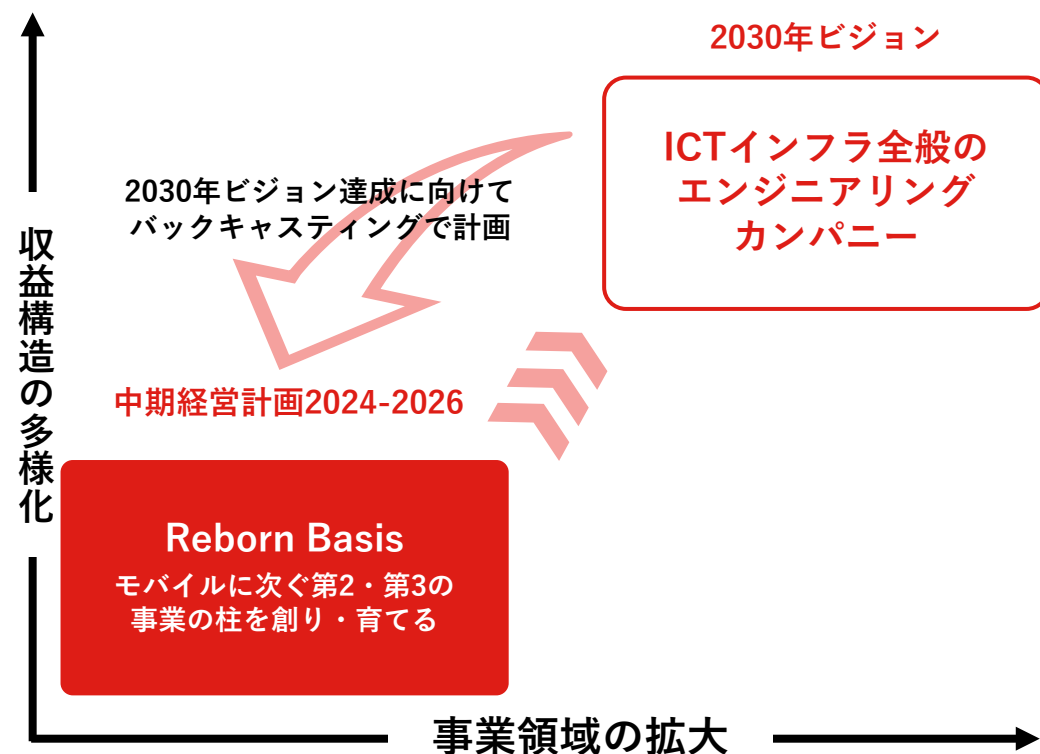 2030年ビジョン
ICTインフラ全般の
エンジニアリング
カンパニー
2030年ビジョン達成に向けて
バックキャスティングで計画
収益構造の多様化
中期経営計画2024-2026
Reborn Basis
モバイルに次ぐ第2・第3の
事業の柱を創り・育てる
事業領域の拡大